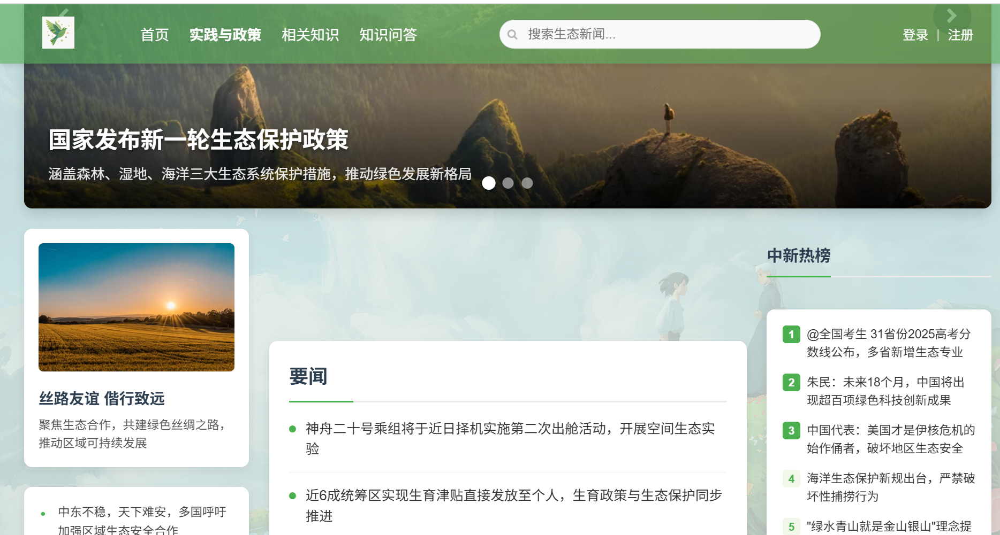 首页 实践与政策 相关知识 知识问答 搜索生态新闻... 登录 | 注册
国家发布新一轮生态保护政策
涵盖森林、湿地、海洋三大生态系统保护措施，推动绿色发展新格局
丝路友谊 偕行致远
聚焦生态合作，共建绿色丝绸之路，
推动区域可持续发展
中东不稳，天下难安，多国呼吁
加强区域生态安全合作
要闻
神舟二十号乘组将于近日择机实施第二次出舱活动，开展空间生态实
验
近6成统筹区实现生育津贴直接发放至个人，生育政策与生态保护同步
推进
中新热榜
1 @全国考生 31省份2025高考分
数线公布，多省新增生态专业
2 朱民：未来18个月，中国将出
现超百项绿色科技创新成果
3 中国代表：美国才是伊核危机的
始作俑者，破坏地区生态安全
4 海洋生态保护新规出台，严禁破
坏性捕捞行为
5 "绿水青山就是金山银山"理念提